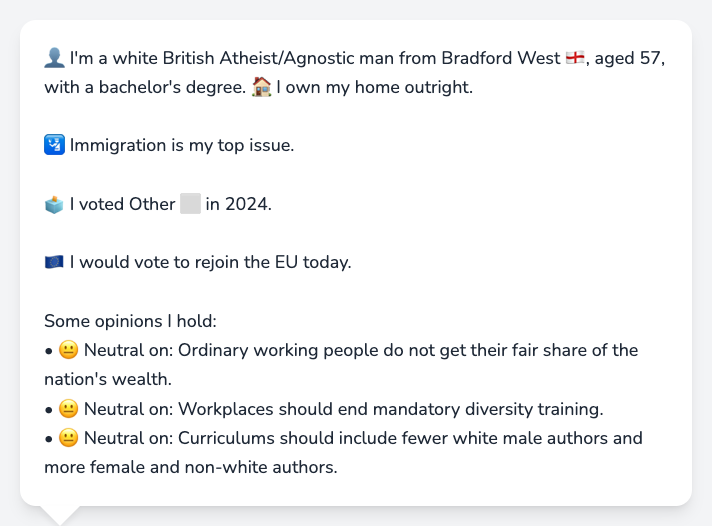 👤 I'm a white British Atheist/Agnostic man from Bradford West 🏴󠁧󠁢󠁥󠁮󠁧󠁿, aged 57,
with a bachelor's degree. 🏠 I own my home outright.
🛂 Immigration is my top issue.
🗳️ I voted Other ⬜ in 2024.
🇪🇺 I would vote to rejoin the EU today.
Some opinions I hold:
• 😐 Neutral on: Ordinary working people do not get their fair share of the
nation's wealth.
• 😐 Neutral on: Workplaces should end mandatory diversity training.
• 😐 Neutral on: Curriculums should include fewer white male authors and
more female and non-white authors.